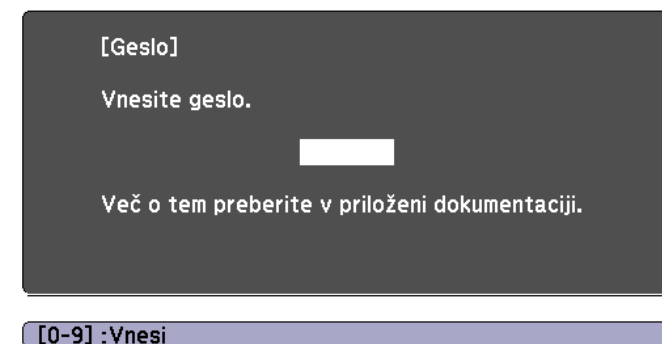 [Geslo]
Vnesite geslo.
Več o tem preberite v priloženi dokumentaciji.
[0-9] :Vnesi